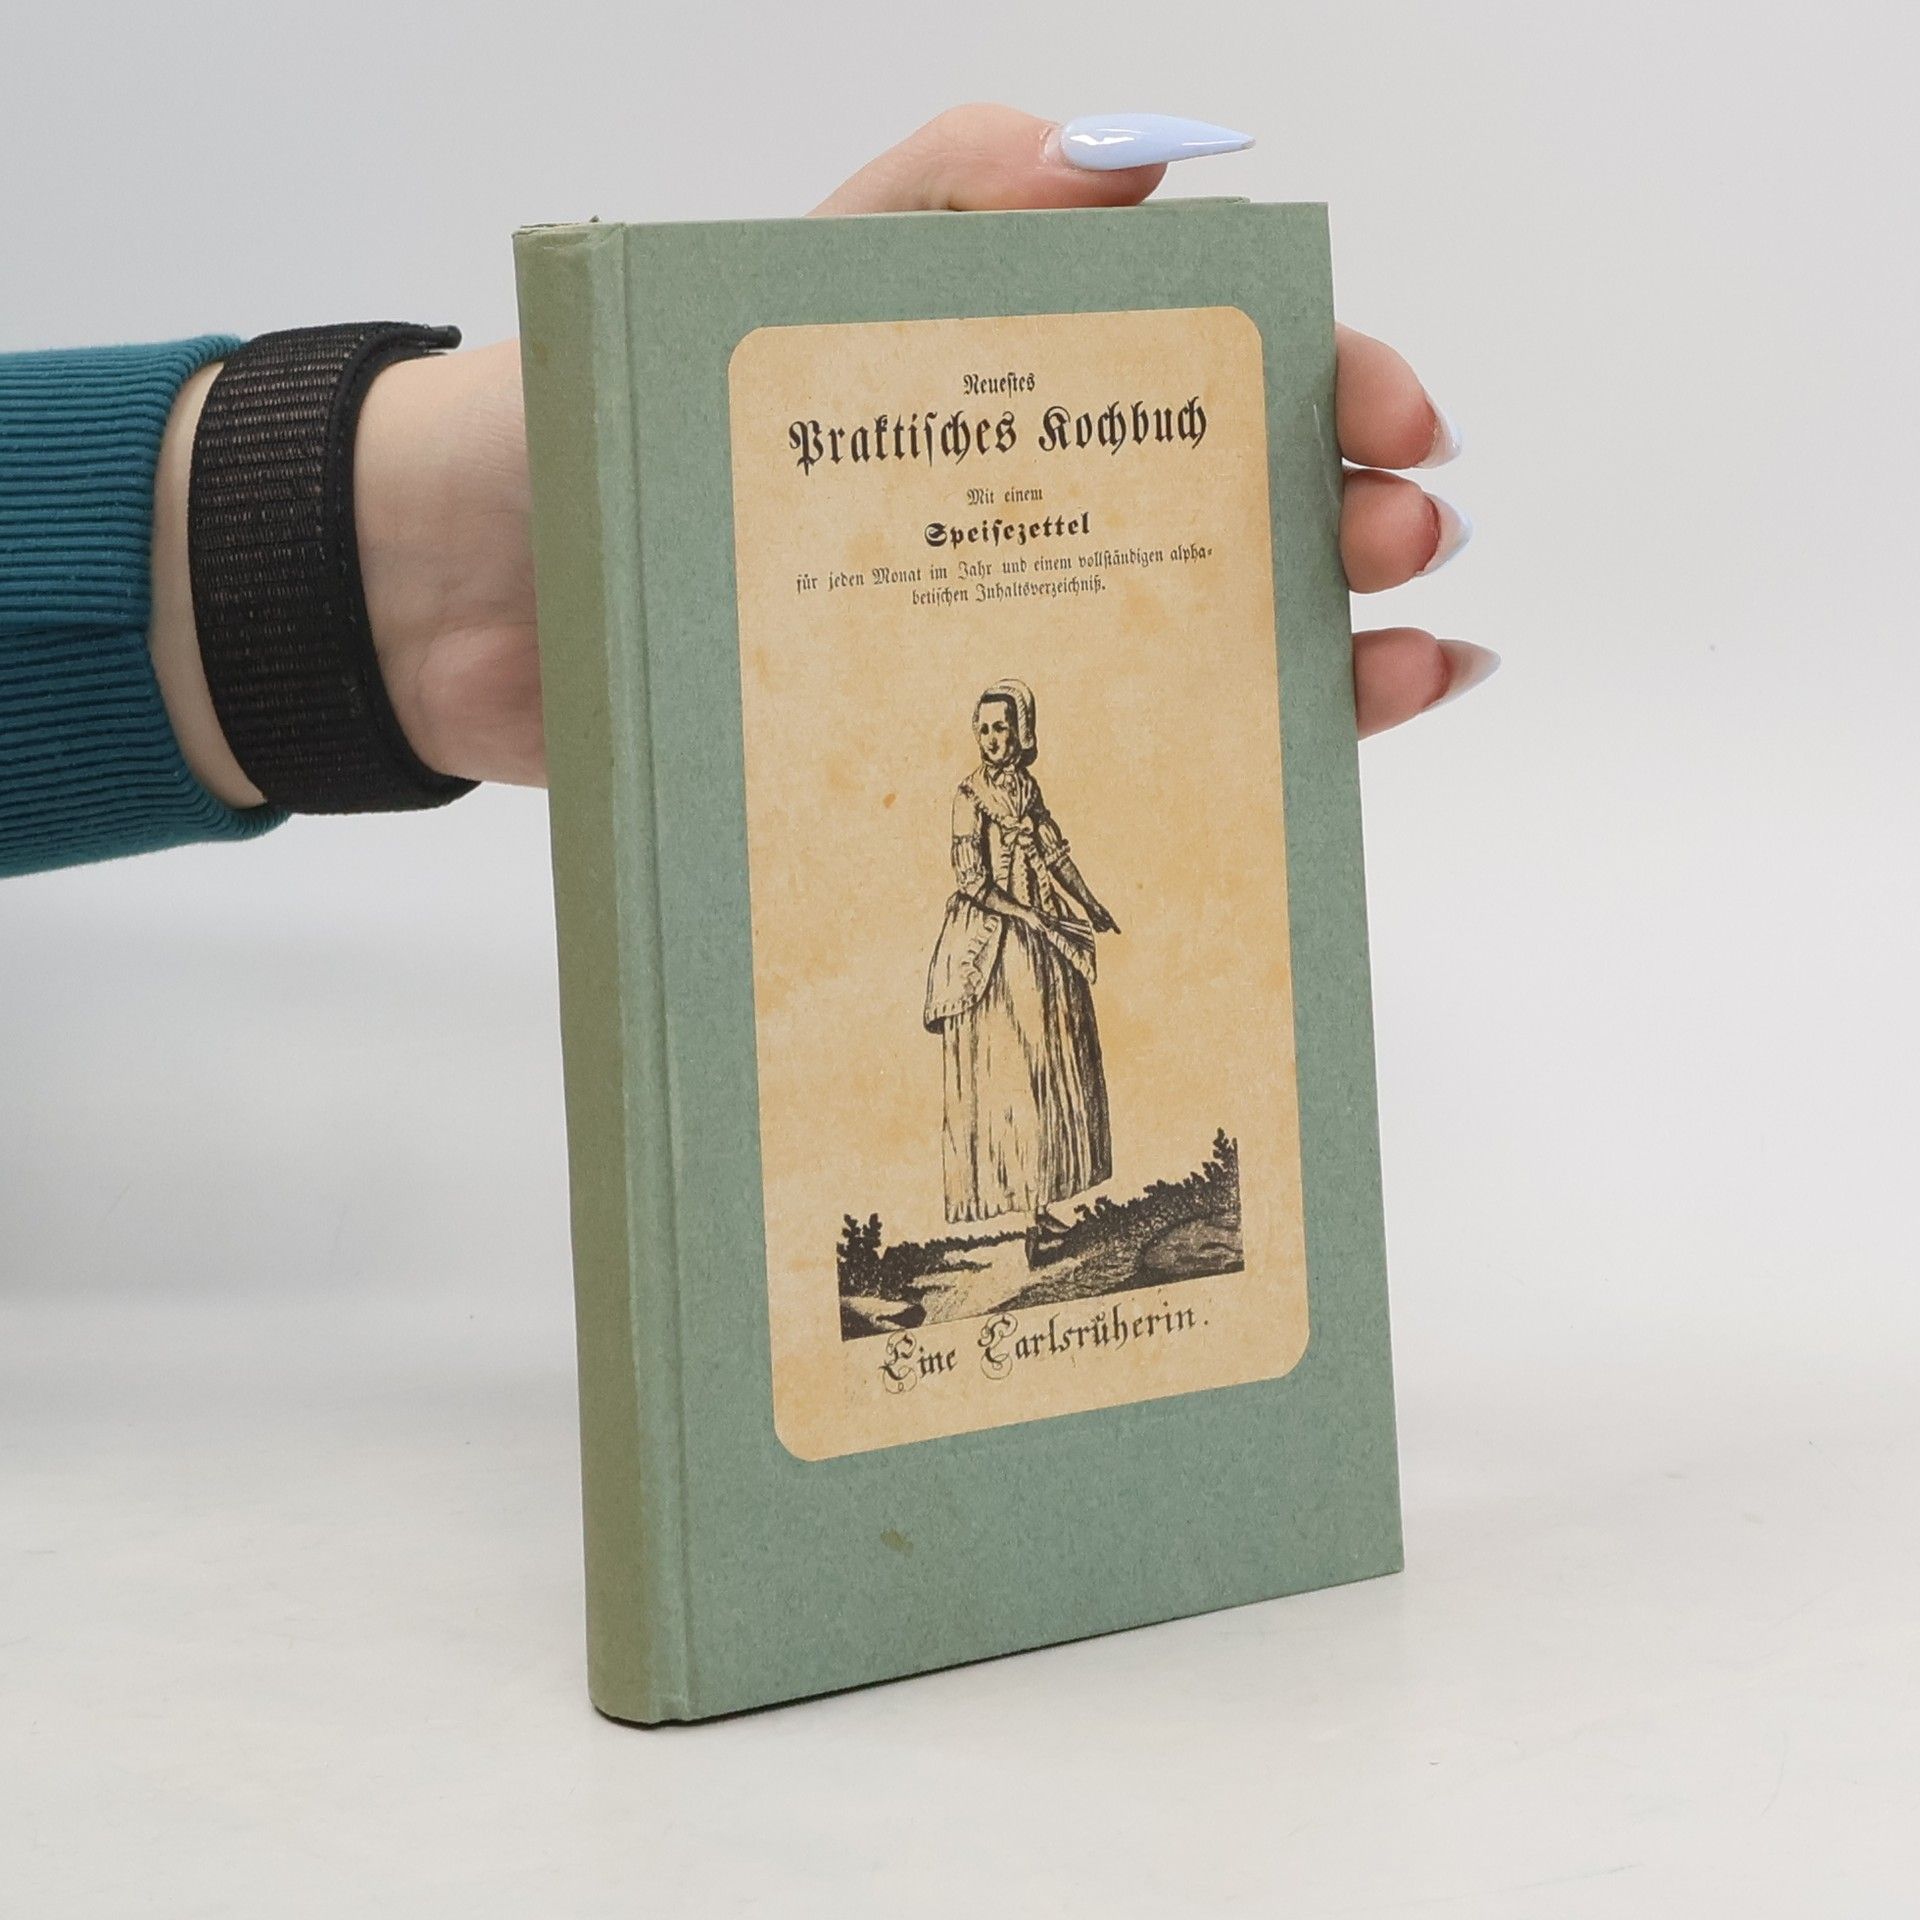 Neueſtes
Praktiſches Kochbuch
Mit einem
Speiſezettel
für jeden Monat im Jahr und einem vollſtändigen alpha⸗
betiſchen Inhaltsverzeichniß.
Eine Carlsrüherin.